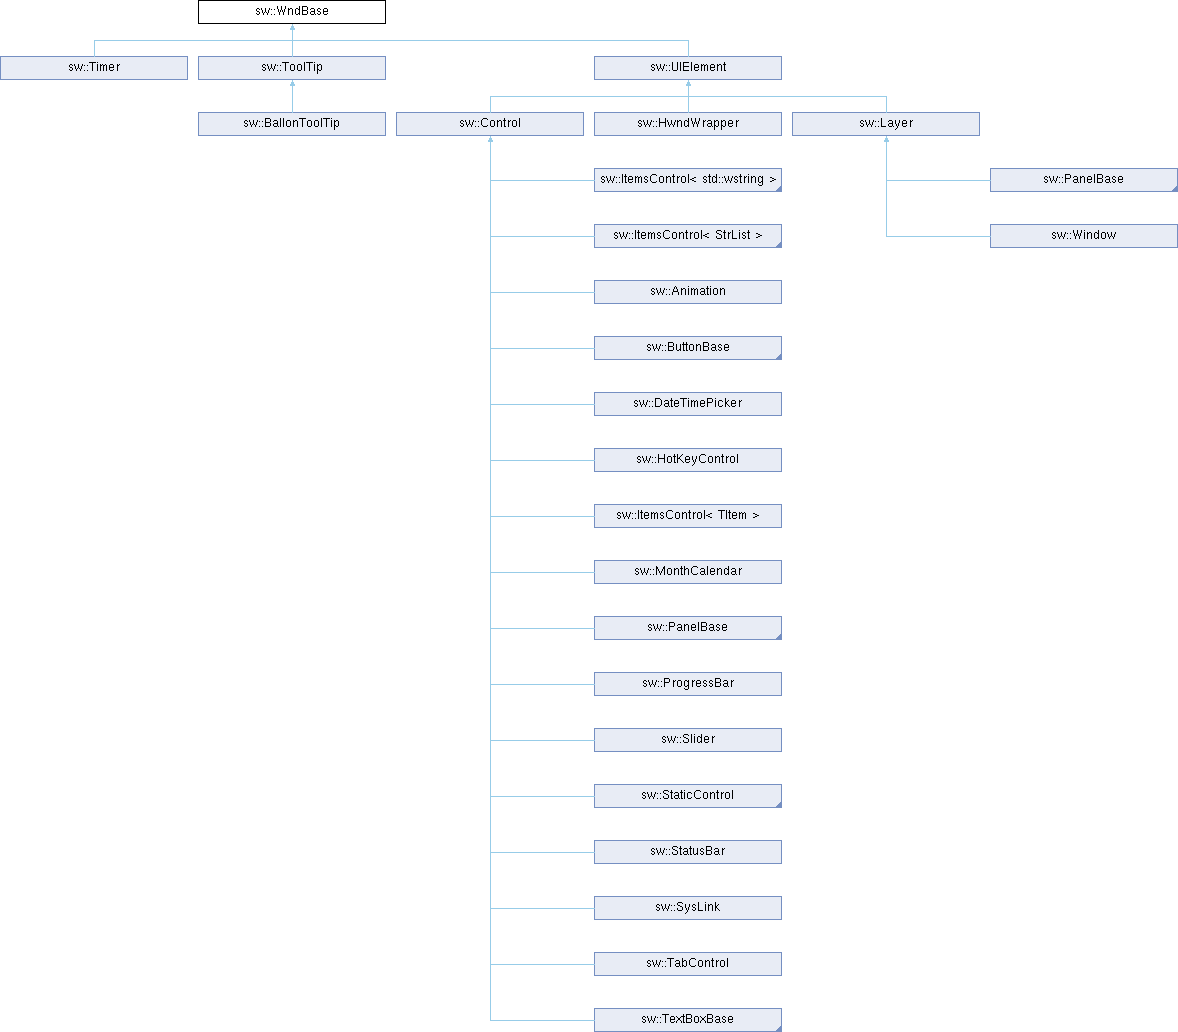 sw::WndBase
sw::Timer
sw::ToolTip
sw::UIElement
sw::BallonToolTip
sw::Control
sw::HwndWrapper
sw::Layer
sw::ItemsControl< std::wstring >
sw::PanelBase
sw::ItemsControl< StrList >
sw::Window
sw::Animation
sw::ButtonBase
sw::DateTimePicker
sw::HotKeyControl
sw::ItemsControl< TItem >
sw::MonthCalendar
sw::PanelBase
sw::ProgressBar
sw::Slider
sw::StaticControl
sw::StatusBar
sw::SysLink
sw::TabControl
sw::TextBoxBase